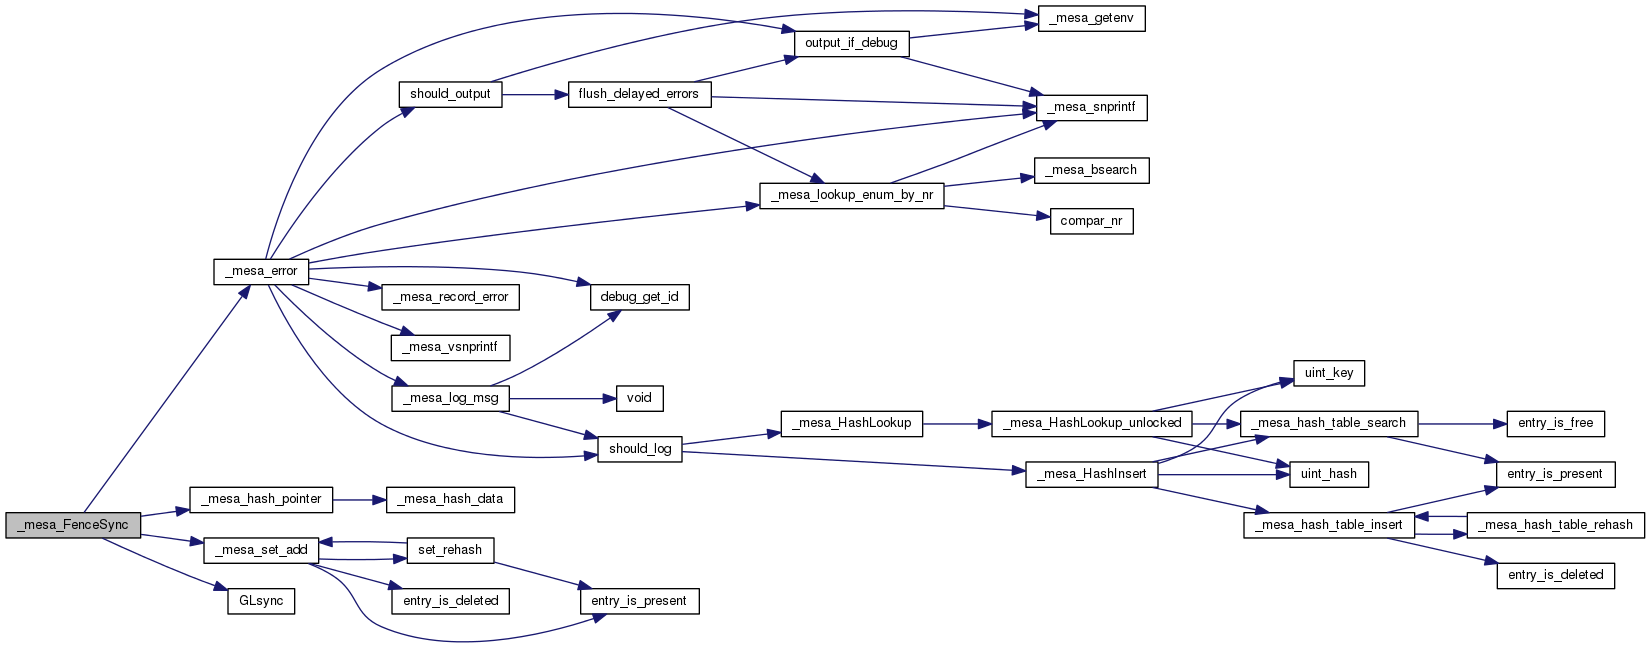 _mesa_getenv
output_if_debug
should_output
flush_delayed_errors
_mesa_snprintf
_mesa_bsearch
_mesa_lookup_enum_by_nr
compar_nr
_mesa_error
_mesa_record_error
debug_get_id
_mesa_vsnprintf
uint_key
_mesa_log_msg
void
_mesa_HashLookup
_mesa_HashLookup_unlocked
_mesa_hash_table_search
entry_is_free
should_log
_mesa_HashInsert
uint_hash
entry_is_present
_mesa_hash_pointer
_mesa_hash_data
_mesa_FenceSync
_mesa_hash_table_insert
_mesa_hash_table_rehash
_mesa_set_add
set_rehash
entry_is_deleted
GLsync
entry_is_deleted
entry_is_present